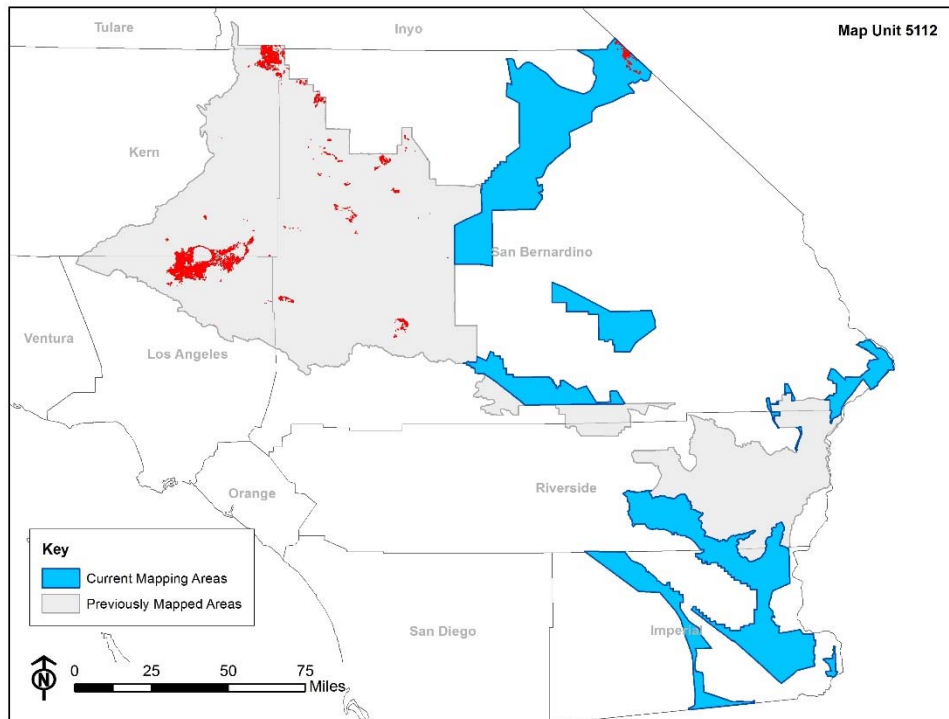 Tulare
Inyo
Map Unit 5112
Kern
San Bernardino
Ventura
Los Angeles
Orange
Riverside
Key
Current Mapping Areas
Previously Mapped Areas
San Diego
Imperial
N
0 25 50 75
Miles